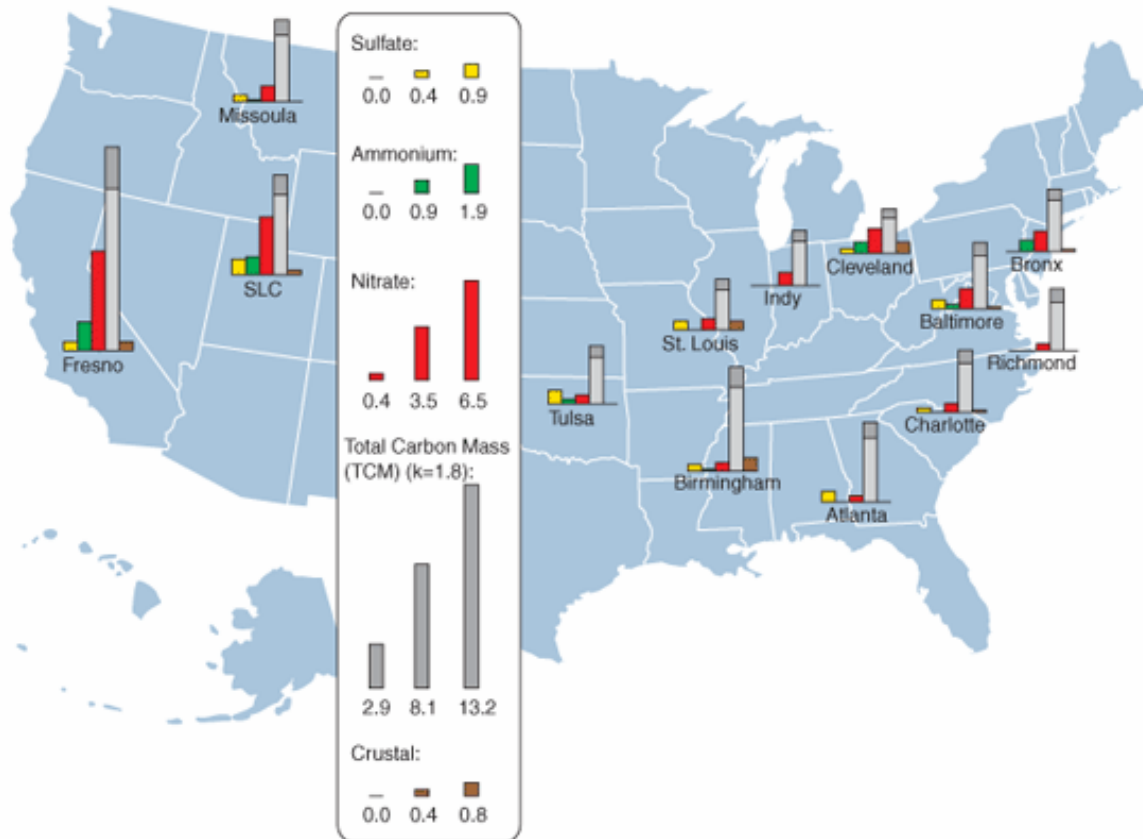 Sulfate:
0.0 0.4 0.9
Ammonium:
0.0 0.9 1.9
Nitrate:
0.4 3.5 6.5
Total Carbon Mass
(TCM) (k=1.8):
2.9 8.1 13.2
Crustal:
0.0 0.4 0.8
Missoula
SLC
Fresno
Tulsa
St. Louis
Indy
Cleveland
Bronx
Baltimore
Richmond
Charlotte
Birmingham
Atlanta